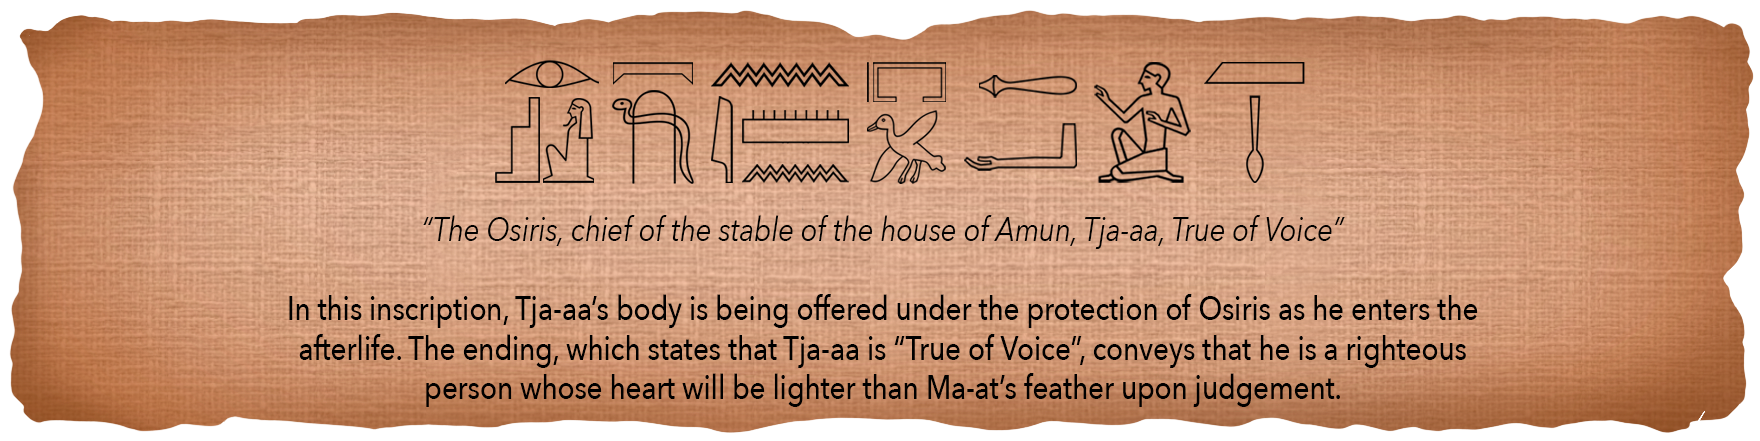 “The Osiris, chief of the stable of the house of Amun, Tja-aa, True of Voice”
In this inscription, Tja-aa’s body is being offered under the protection of Osiris as he enters the
afterlife. The ending, which states that Tja-aa is “True of Voice”, conveys that he is a righteous
person whose heart will be lighter than Ma-at’s feather upon judgement.